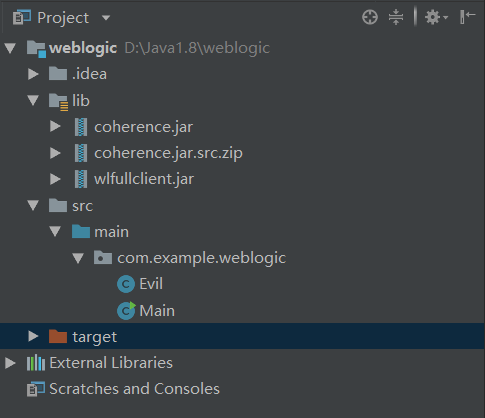 Project
weblogic D:\Java1.8\weblogic
.idea
lib
coherence.jar
coherence.jar.src.zip
wlfullclient.jar
src
main
com.example.weblogic
C Evil
C Main
target
External Libraries
Scratches and Consoles